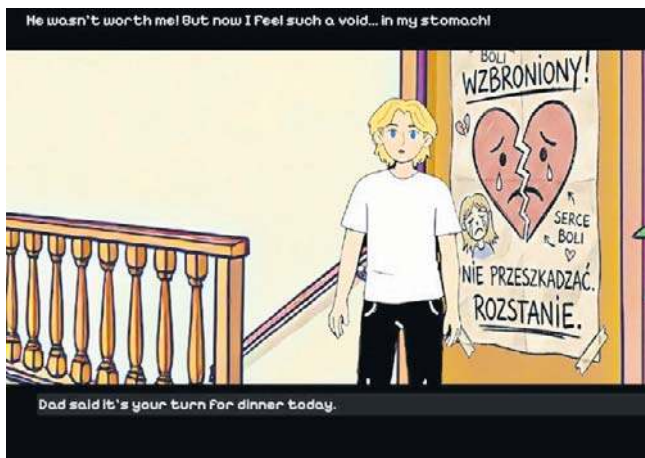 He wasn't worth me! But now I feel such a void... in my stomach!
BOLI
WZBRONIONY!
SERCE
BOLI
NIE PRZESZKADZAĆ.
ROZSTANIE.
Dad said it's your turn for dinner today.